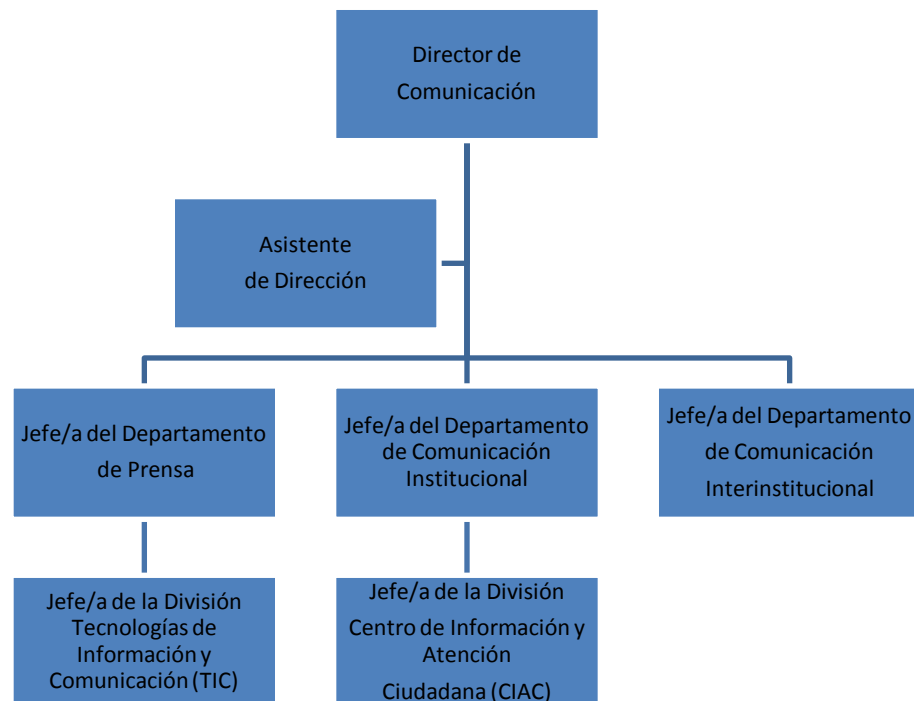 Director de
Comunicación
Asistente
de Dirección
Jefe/a del Departamento
de Prensa
Jefe/a del Departamento
de Comunicación
Institucional
Jefe/a del Departamento
de Comunicación
Interinstitucional
Jefe/a de la División
Tecnologías de
Información y
Comunicación (TIC)
Jefe/a de la División
Centro de Información y
Atención
Ciudadana (CIAC)